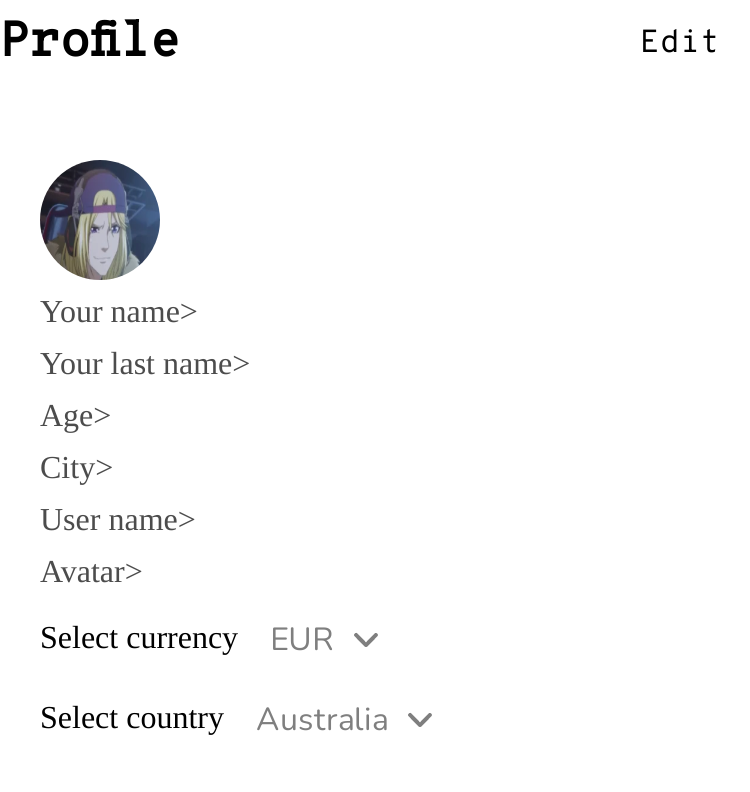 Profile Edit
Your name>
Your last name>
Age>
City>
User name>
Avatar>
Select currency EUR
Select country Australia